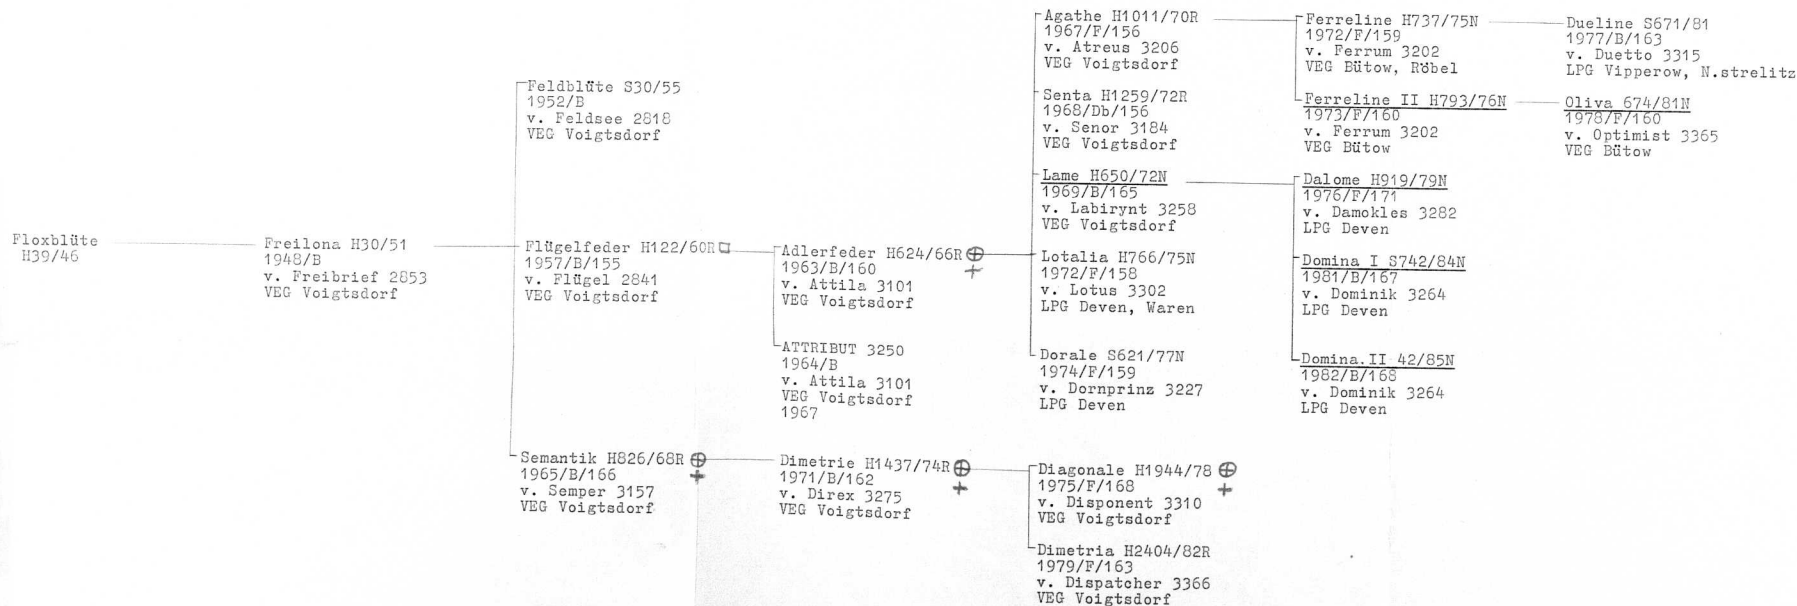 Floxblüte
H39/46
Freilona H30/51
1948/B
v. Freibrief 2853
VEG Voigtsdorf
Feldblüte S30/55
1952/B
v. Feldsee 2818
VEG Voigtsdorf
Flügelfeder H122/60R
1957/B/155
v. Flügel 2841
VEG Voigtsdorf
Semantik H826/68R ⊕
+
1965/B/166
v. Semper 3157
VEG Voigtsdorf
Adlerfeder H624/66R ⊕
+
1963/B/160
v. Attila 3101
VEG Voigtsdorf
ATTRIBUT 3250
1964/B
v. Attila 3101
VEG Voigtsdorf
1967
Dimetrie H1437/74R ⊕
+
1971/B/162
v. Direx 3275
VEG Voigtsdorf
Agathe H1011/70R
1967/F/156
v. Atreus 3206
VEG Voigtsdorf
Senta H1259/72R
1968/Db/156
v. Senor 3184
VEG Voigtsdorf
Lame H650/72N
1969/B/165
v. Labirynt 3258
VEG Voigtsdorf
Lotalia H766/75N
1972/F/158
v. Lotus 3302
LPG Deven, Waren
Dorale S621/77N
1974/F/159
v. Dornprinz 3227
LPG Deven
Diagonale H1944/78 ⊕
+
1975/F/168
v. Disponent 3310
VEG Voigtsdorf
Dimetria H2404/82R
1979/F/163
v. Dispatcher 3366
VEG Voigtsdorf
Ferreline H737/75N
1972/F/159
v. Ferrum 3202
VEG Bütow, Röbel
Ferreline II H793/76N
1973/F/160
v. Ferrum 3202
VEG Bütow
Dalome H919/79N
1976/F/171
v. Damokles 3282
LPG Deven
Domina I S742/84N
1981/B/167
v. Dominik 3264
LPG Deven
Domina.II 42/85N
1982/B/168
v. Dominik 3264
LPG Deven
Dueline S671/81
1977/B/163
v. Duetto 3315
LPG Vipperow, N.strelitz
Oliva 674/81N
1978/F/160
v. Optimist 3365
VEG Bütow